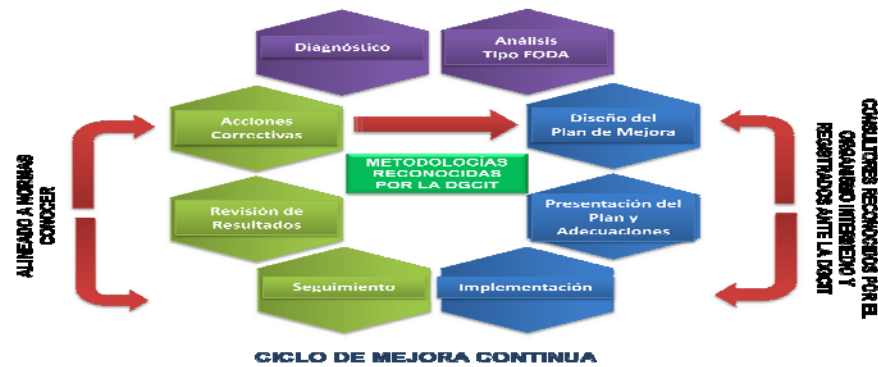 Diagnóstico
Análisis
Tipo FODA
Acciones
Correctivas
Diseño del
Plan de Mejora
METODOLOGÍAS
RECONOCIDAS
POR LA DGCIT
Revisión de
Resultados
Presentación del
Plan y
Adecuaciones
Seguimiento
Implementación
ALINEADO A NORMAS
CONOCER
CONSULTORES RECONOCIDOS POR EL
ORGANISMO INTERMEDIO Y
REGISTRADOS ANTE LA DGCIT
CICLO DE MEJORA CONTINUA